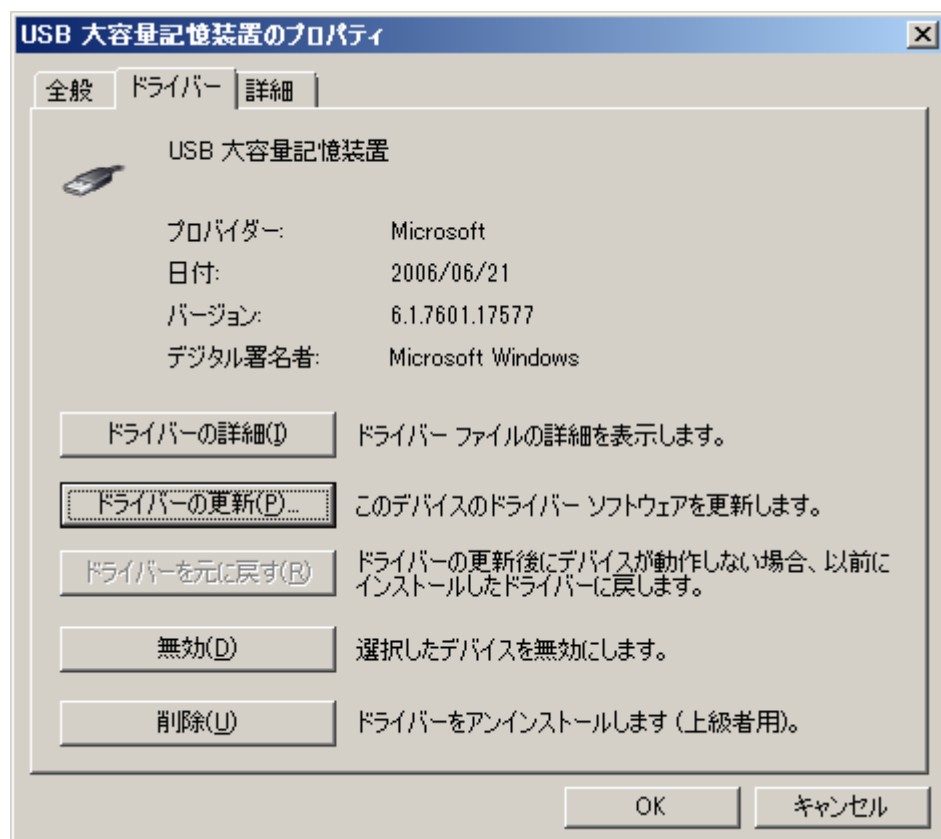 USB 大容量記憶装置のプロパティ
全般 ドライバー 詳細
USB 大容量記憶装置
プロバイダー: Microsoft
日付: 2006/06/21
バージョン: 6.1.7601.17577
デジタル署名者: Microsoft Windows
ドライバーの詳細(I) ドライバー ファイルの詳細を表示します。
ドライバーの更新(P)... このデバイスのドライバー ソフトウェアを更新します。
ドライバーを元に戻す(R) ドライバーの更新後にデバイスが動作しない場合、以前に
インストールしたドライバーに戻します。
無効(D) 選択したデバイスを無効にします。
削除(U) ドライバーをアンインストールします (上級者用)。
OK キャンセル